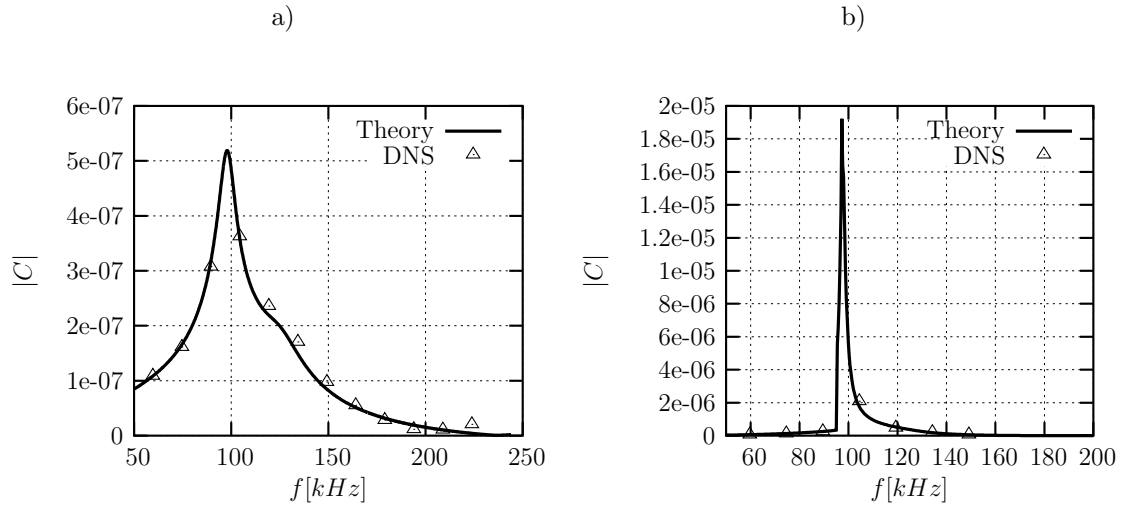 a)
6e-07
5e-07
4e-07
3e-07
2e-07
1e-07
0
|C|
Theory
DNS
50 100 150 200 250
f[kHz]
b)
2e-05
1.8e-05
1.6e-05
1.4e-05
1.2e-05
1e-05
8e-06
6e-06
4e-06
2e-06
0
|C|
Theory
DNS
60 80 100 120 140 160 180 200
f[kHz]